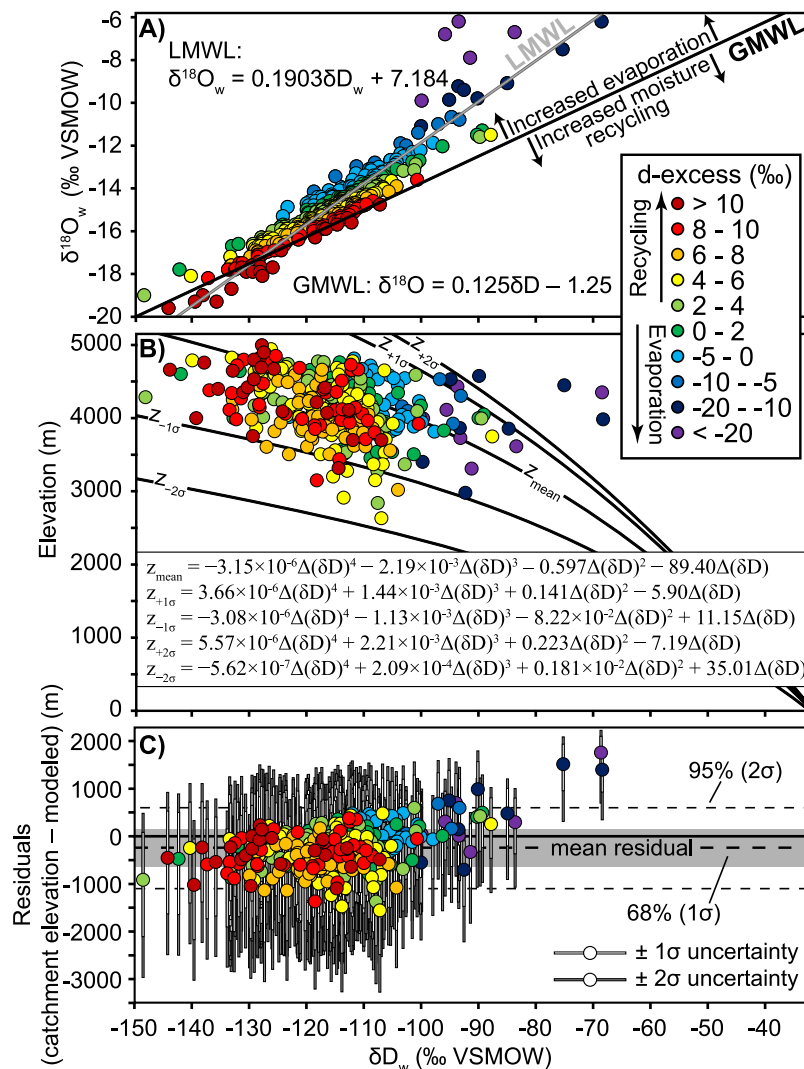 A)
LMWL:
δ¹⁸O_w = 0.1903δD_w + 7.184
LMWL
GMWL
Increased evaporation
Increased moisture
recycling
GMWL: δ¹⁸O = 0.125δD – 1.25
δ¹⁸O_w (‰ VSMOW)
-6
-8
-10
-12
-14
-16
-18
-20
d-excess (‰)
Recycling
Evaporation
> 10
8 - 10
6 - 8
4 - 6
2 - 4
0 - 2
-5 - 0
-10 - -5
-20 - -10
< -20
B)
Elevation (m)
5000
4000
3000
2000
1000
0
z₊₁σ
z₊₂σ
z₋₁σ
z₋₂σ
z_mean
z_mean = −3.15×10⁻⁶Δ(δD)⁴ − 2.19×10⁻³Δ(δD)³ − 0.597Δ(δD)² − 89.40Δ(δD)
z₊₁σ = 3.66×10⁻⁶Δ(δD)⁴ + 1.44×10⁻³Δ(δD)³ + 0.141Δ(δD)² − 5.90Δ(δD)
z₋₁σ = −3.08×10⁻⁶Δ(δD)⁴ − 1.13×10⁻³Δ(δD)³ − 8.22×10⁻²Δ(δD)² + 11.15Δ(δD)
z₊₂σ = 5.57×10⁻⁶Δ(δD)⁴ + 2.21×10⁻³Δ(δD)³ + 0.223Δ(δD)² − 7.19Δ(δD)
z₋₂σ = −5.62×10⁻⁷Δ(δD)⁴ + 2.09×10⁻⁴Δ(δD)³ + 0.181×10⁻²Δ(δD)² + 35.01Δ(δD)
C)
Residuals
(catchment elevation – modeled) (m)
2000
1000
0
-1000
-2000
-3000
95% (2σ)
mean residual
68% (1σ)
± 1σ uncertainty
± 2σ uncertainty
-150 -140 -130 -120 -110 -100 -90 -80 -70 -60 -50 -40
δD_w (‰ VSMOW)